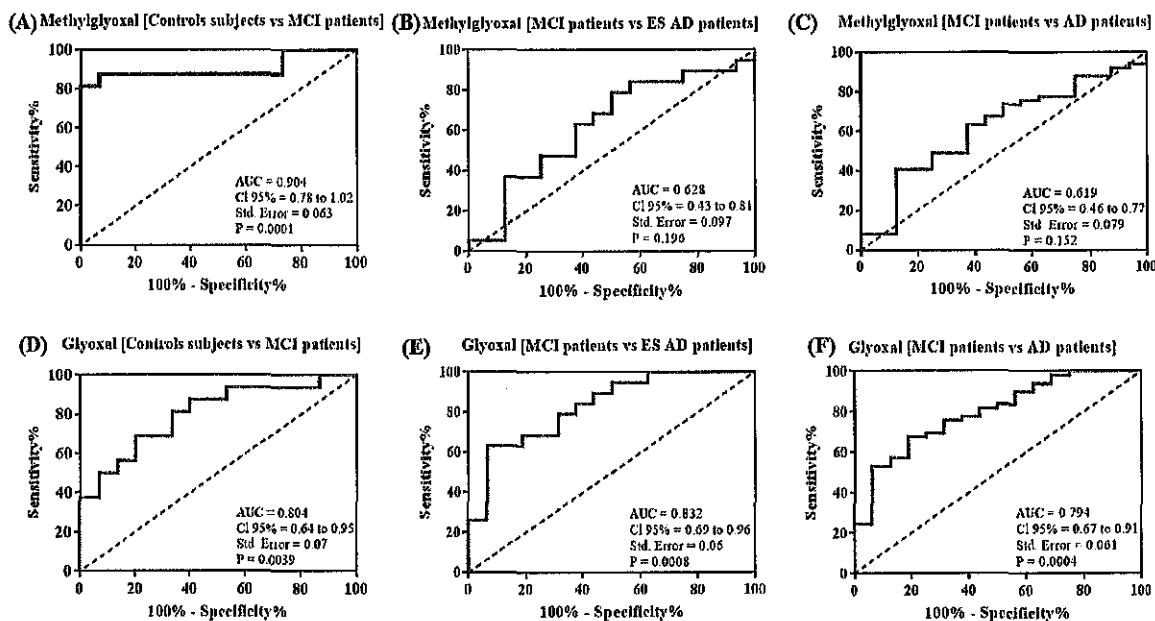 (A) Methylglyoxal [Controls subjects vs MCI patients]
100
80
60
40
20
0
Sensitivity%
AUC = 0.904
CI 95% = 0.78 to 1.02
Std. Error = 0.063
P = 0.0001
0 20 40 60 80 100
100% - Specificity%
(B) Methylglyoxal [MCI patients vs ES AD patients]
100
80
60
40
20
0
Sensitivity%
AUC = 0.628
CI 95% = 0.43 to 0.81
Std. Error = 0.097
P = 0.196
0 20 40 60 80 100
100% - Specificity%
(C) Methylglyoxal [MCI patients vs AD patients]
100
80
60
40
20
0
Sensitivity%
AUC = 0.619
CI 95% = 0.46 to 0.77
Std. Error = 0.079
P = 0.152
0 20 40 60 80 100
100% - Specificity%
(D) Glyoxal [Controls subjects vs MCI patients]
100
80
60
40
20
0
Sensitivity%
AUC = 0.804
CI 95% = 0.64 to 0.95
Std. Error = 0.07
P = 0.0039
0 20 40 60 80 100
100% - Specificity%
(E) Glyoxal [MCI patients vs ES AD patients]
100
80
60
40
20
0
Sensitivity%
AUC = 0.832
CI 95% = 0.69 to 0.96
Std. Error = 0.06
P = 0.0008
0 20 40 60 80 100
100% - Specificity%
(F) Glyoxal [MCI patients vs AD patients]
100
80
60
40
20
0
Sensitivity%
AUC = 0.794
CI 95% = 0.67 to 0.91
Std. Error = 0.061
P = 0.0004
0 20 40 60 80 100
100% - Specificity%